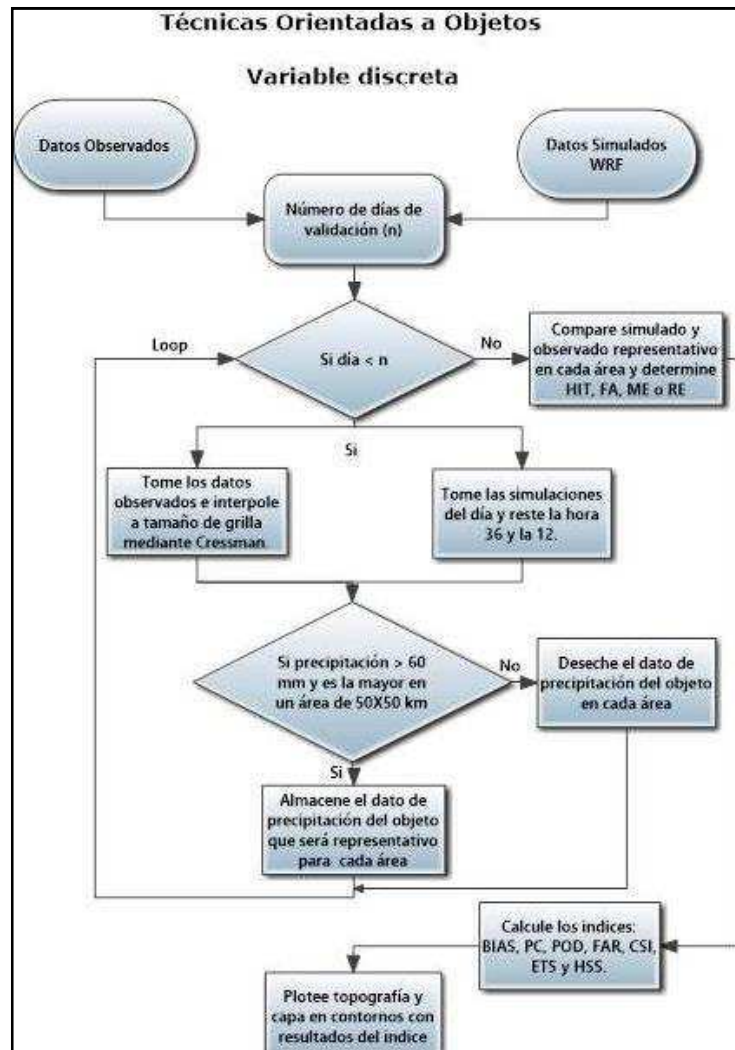 Técnicas Orientadas a Objetos
Variable discreta
Datos Observados
Datos Simulados
WRF
Número de días de
validación (n)
Loop
Si día < n
No
Compare simulado y
observado representativo
en cada área y determine
HIT, FA, ME o RE
Si
Tome los datos
observados e interpole
a tamaño de grilla
mediante Cressman.
Tome las simulaciones
del día y reste la hora
36 y la 12.
Si precipitación > 60
mm y es la mayor en
un área de 50X50 km
No
Deseche el dato de
precipitación del objeto
en cada área
Si
Almacene el dato de
precipitación del objeto
que será representativo
para cada área
Calcule los indices:
BIAS, PC, POD, FAR, CSI,
ETS y HSS.
Plotee topografía y
capa en contornos con
resultados del indice